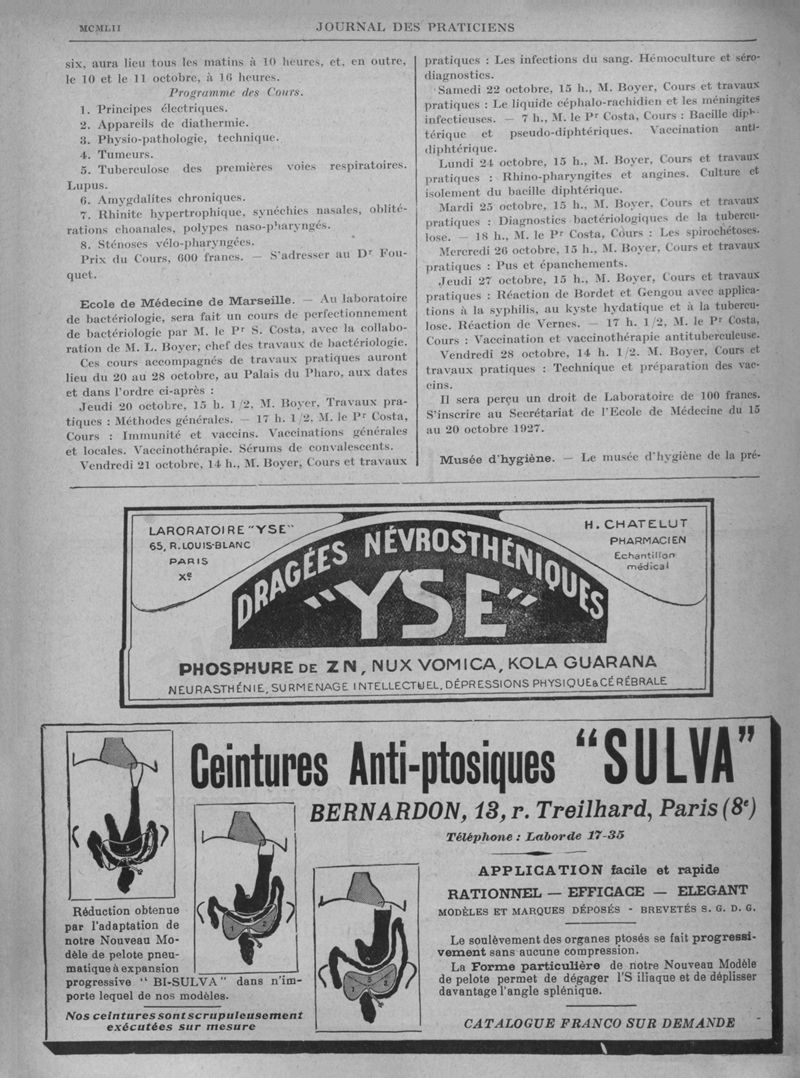 MCMLII
JOURNAL DES PRATICIENS
six, aura lieu tous les matins à 10 heures, et, en outre,
le 10 et le 11 octobre, à 16 heures.
Programme des Cours.
1. Principes électriques.
2. Appareils de diathermie.
3. Physio-pathologie, technique.
4. Tumeurs.
5. Tuberculose des premières voies respiratoires.
Lupus.
6. Amygdalites chroniques.
7. Rhinite hypertrophique, synéchies nasales, oblité-
rations choanales, polypes naso-pharyngés.
8. Sténoses vélo-pharyngées.
Prix du Cours, 600 francs. — S'adresser au Dr Fou-
quet.
Ecole de Médecine de Marseille. — Au laboratoire
de bactériologie, sera fait un cours de perfectionnement
de bactériologie par M. le Pr S. Costa, avec la collabo-
ration de M. L. Boyer, chef des travaux de bactériologie.
Ces cours accompagnés de travaux pratiques auront
lieu du 20 au 28 octobre, au Palais du Pharo, aux dates
et dans l'ordre ci-après :
Jeudi 20 octobre, 15 h. 1/2, M. Boyer, Travaux pra-
tiques : Méthodes générales. — 17 h. 1/2, M. le Pr Costa,
Cours : Immunité et vaccins. Vaccinations générales
et locales. Vaccinothérapie. Sérums de convalescents.
Vendredi 21 octobre, 14 h., M. Boyer, Cours et travaux
pratiques : Les infections du sang. Hémoculture et séro-
diagnostics.
Samedi 22 octobre, 15 h., M. Boyer, Cours et travaux
pratiques : Le liquide céphalo-rachidien et les méningites
infectieuses. — 7 h., M. le Pr Costa, Cours : Bacille diph-
térique et pseudo-diphtériques. Vaccination anti-
diphtérique.
Lundi 24 octobre, 15 h., M. Boyer, Cours et travaux
pratiques : Rhino-pharyngites et angines. Culture et
isolement du bacille diphtérique.
Mardi 25 octobre, 15 h., M. Boyer, Cours et travaux
pratiques : Diagnostics bactériologiques de la tubercu-
lose. — 18 h., M. le Pr Costa, Cours : Les spirochétoses.
Mercredi 26 octobre, 15 h., M. Boyer, Cours et travaux
pratiques : Pus et épanchements.
Jeudi 27 octobre, 15 h., M. Boyer, Cours et travaux
pratiques : Réaction de Bordet et Gengou avec applica-
tions à la syphilis, au kyste hydatique et à la tubercu-
lose. Réaction de Vernes. — 17 h. 1/2, M. le Pr Costa,
Cours : Vaccination et vaccinothérapie antituberculeuse.
Vendredi 28 octobre, 14 h. 1/2. M. Boyer, Cours et
travaux pratiques : Technique et préparation des vac-
cins.
Il sera perçu un droit de Laboratoire de 100 francs.
S'inscrire au Secrétariat de l'Ecole de Médecine du 15
au 20 octobre 1927.
Musée d'hygiène. — Le musée d'hygiène de la pré-
LARORATOIRE "YSE"
65, R. LOUIS-BLANC
PARIS
Xe
H. CHATELUT
PHARMACIEN
Echantillon
médical
DRAGÉES NÉVROSTHÉNIQUES
"YSE"
PHOSPHURE DE ZN, NUX VOMICA, KOLA GUARANA
NEURASTHÉNIE, SURMENAGE INTELLECTUEL, DÉPRESSIONS PHYSIQUE & CÉRÉBRALE
Ceintures Anti-ptosiques "SULVA"
BERNARDON, 13, r. Treilhard, Paris (8e)
Téléphone : Laborde 17-35
APPLICATION facile et rapide
RATIONNEL — EFFICACE — ELEGANT
MODÈLES ET MARQUES DÉPOSÉS - BREVETÉS S. G. D. G.
Le soulèvement des organes ptosés se fait progressi-
vement sans aucune compression.
La Forme particulière de notre Nouveau Modèle
de pelote permet de dégager l'S iliaque et de déplisser
davantage l'angle splénique.
CATALOGUE FRANCO SUR DEMANDE
Réduction obtenue
par l'adaptation de
notre Nouveau Mo-
dèle de pelote pneu-
matique à expansion
progressive " BI-SULVA " dans n'im-
porte lequel de nos modèles.
Nos ceintures sont scrupuleusement
exécutées sur mesure